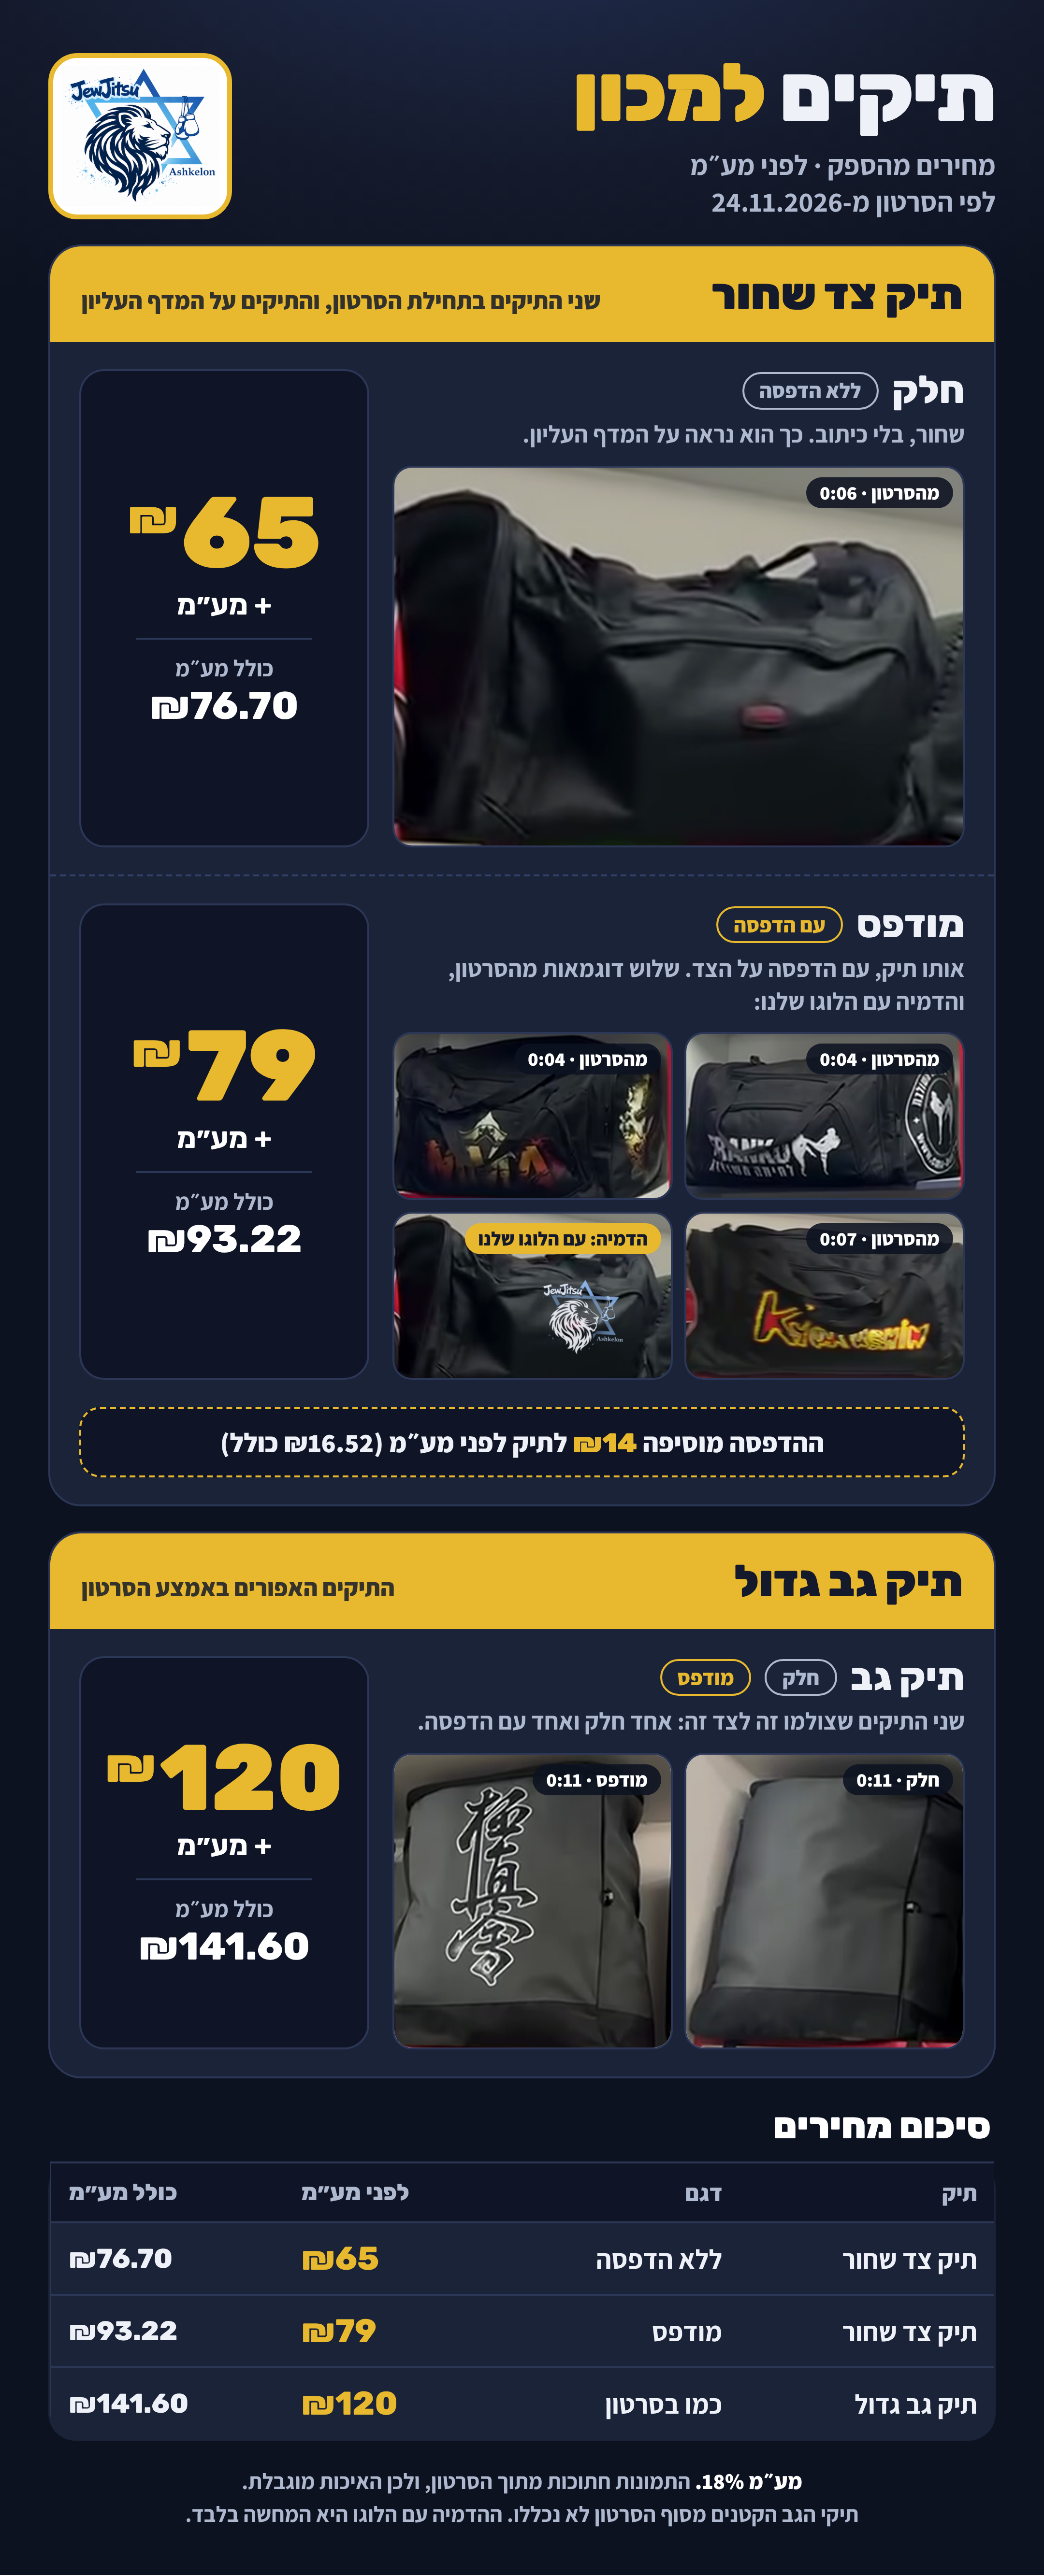 תיקים למכון
מחירים מהספק · לפני מע״מ
לפי הסרטון מ-24.11.2026
JewJitsu
Ashkelon
תיק צד שחור
שני התיקים בתחילת הסרטון, והתיקים על המדף העליון
חלק
ללא הדפסה
שחור, בלי כיתוב. כך הוא נראה על המדף העליון.
מהסרטון · 0:06
65₪
+ מע״מ
כולל מע״מ
76.70₪
מודפס
עם הדפסה
אותו תיק, עם הדפסה על הצד. שלוש דוגמאות מהסרטון,
והדמיה עם הלוגו שלנו:
מהסרטון · 0:04
מהסרטון · 0:04
מהסרטון · 0:07
הדמיה: עם הלוגו שלנו
JewJitsu
Ashkelon
79₪
+ מע״מ
כולל מע״מ
93.22₪
ההדפסה מוסיפה 14₪ לתיק לפני מע״מ (16.52₪ כולל)
תיק גב גדול
התיקים האפורים באמצע הסרטון
תיק גב
חלק
מודפס
שני התיקים שצולמו זה לצד זה: אחד חלק ואחד עם הדפסה.
חלק · 0:11
מודפס · 0:11
極真會
120₪
+ מע״מ
כולל מע״מ
141.60₪
סיכום מחירים
תיק דגם לפני מע״מ כולל מע״מ
תיק צד שחור ללא הדפסה 65₪ 76.70₪
תיק צד שחור מודפס 79₪ 93.22₪
תיק גב גדול כמו בסרטון 120₪ 141.60₪
מע״מ 18%. התמונות חתוכות מתוך הסרטון, ולכן האיכות מוגבלת.
תיקי הגב הקטנים מסוף הסרטון לא נכללו. ההדמיה עם הלוגו היא המחשה בלבד.